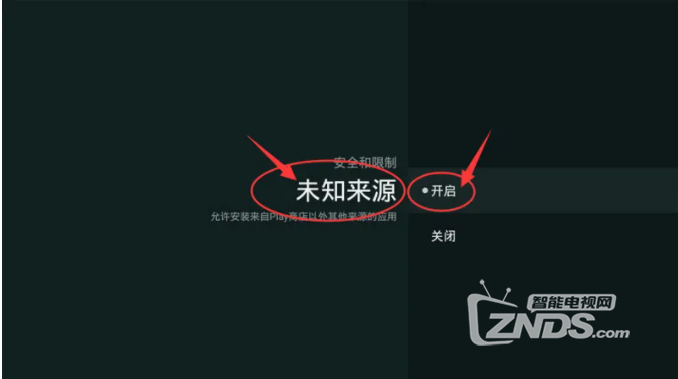 安全和限制
未知来源
允许安装来自Play商店以外其他来源的应用
开启
关闭
智能电视网
ZNDS.com